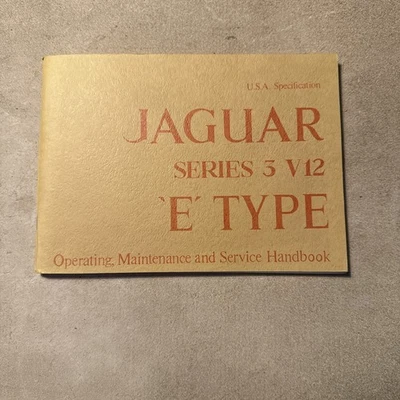 U.S.A. Specification
JAGUAR
SERIES 3 V12
`E´ TYPE
Operating, Maintenance and Service Handbook